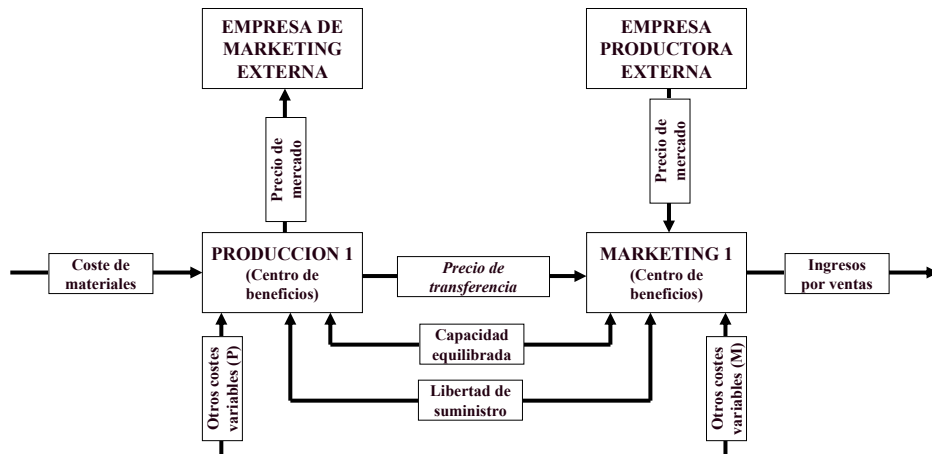 EMPRESA DE
MARKETING
EXTERNA
EMPRESA
PRODUCTORA
EXTERNA
Precio de
mercado
Precio de
mercado
Coste de
materiales
PRODUCCION 1
(Centro de
beneficios)
Precio de
transferencia
MARKETING 1
(Centro de
beneficios)
Ingresos
por ventas
Capacidad
equilibrada
Libertad de
suministro
Otros costes
variables (P)
Otros costes
variables (M)